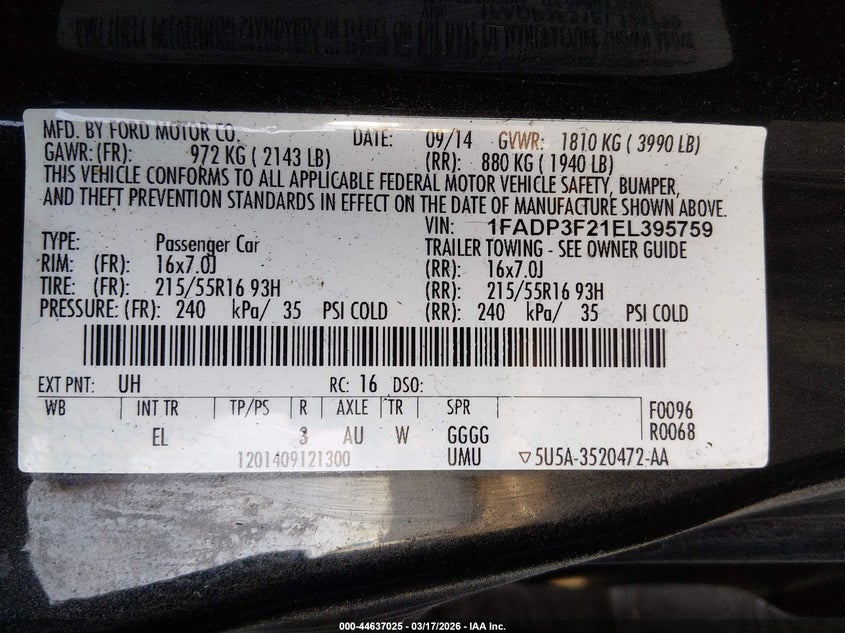 MFD. BY FORD MOTOR CO. DATE: 09/14 GVWR: 1810 KG ( 3990 LB)
GAWR: (FR): 972 KG ( 2143 LB) (RR): 880 KG ( 1940 LB)
THIS VEHICLE CONFORMS TO ALL APPLICABLE FEDERAL MOTOR VEHICLE SAFETY, BUMPER,
AND THEFT PREVENTION STANDARDS IN EFFECT ON THE DATE OF MANUFACTURE SHOWN ABOVE.
VIN: 1FADP3F21EL395759
TYPE: Passenger Car TRAILER TOWING - SEE OWNER GUIDE
RIM: (FR): 16x7.0J (RR): 16x7.0J
TIRE: (FR): 215/55R16 93H (RR): 215/55R16 93H
PRESSURE: (FR): 240 kPa/ 35 PSI COLD (RR): 240 kPa/ 35 PSI COLD
EXT PNT: UH RC: 16 DSO:
WB INT TR TP/PS R AXLE TR SPR F0096
EL 3 AU W GGGG R0068
1201409121300 UMU ▽5U5A-3520472-AA
000-44637025 - 03/17/2026 - IAA Inc.